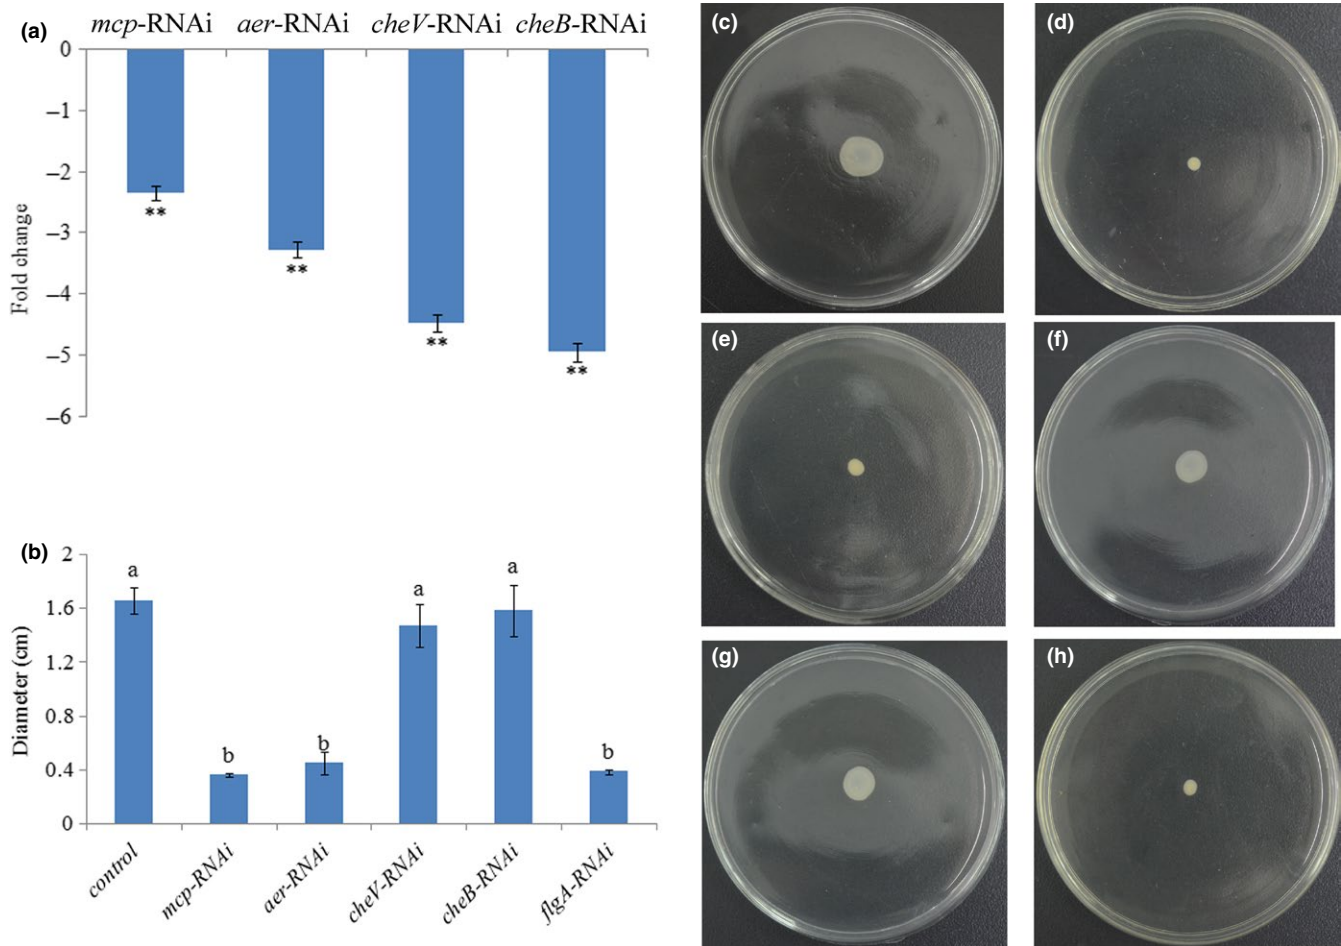 (a)
mcp-RNAi aer-RNAi cheV-RNAi cheB-RNAi
0
–1
–2
–3
–4
–5
–6
Fold change
**
**
**
**
(b)
2
1.6
1.2
0.8
0.4
0
Diameter (cm)
a
b
b
a
a
b
control
mcp-RNAi
aer-RNAi
cheV-RNAi
cheB-RNAi
flgA-RNAi
(c)
(d)
(e)
(f)
(g)
(h)